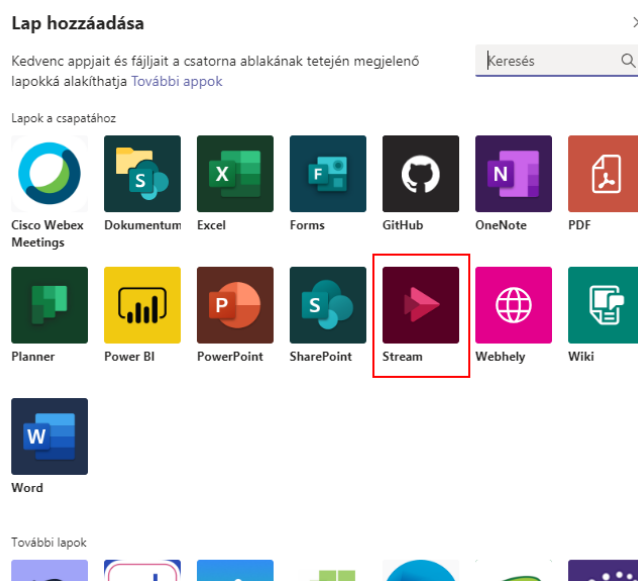 Lap hozzáadása
Kedvenc appjait és fájljait a csatorna ablakának tetején megjelenő
lapokká alakíthatja További appok
Keresés
Lapok a csapatához
Cisco Webex
Meetings
Dokumentum
Excel
Forms
GitHub
OneNote
PDF
Planner
Power BI
PowerPoint
SharePoint
Stream
Webhely
Wiki
Word
További lapok